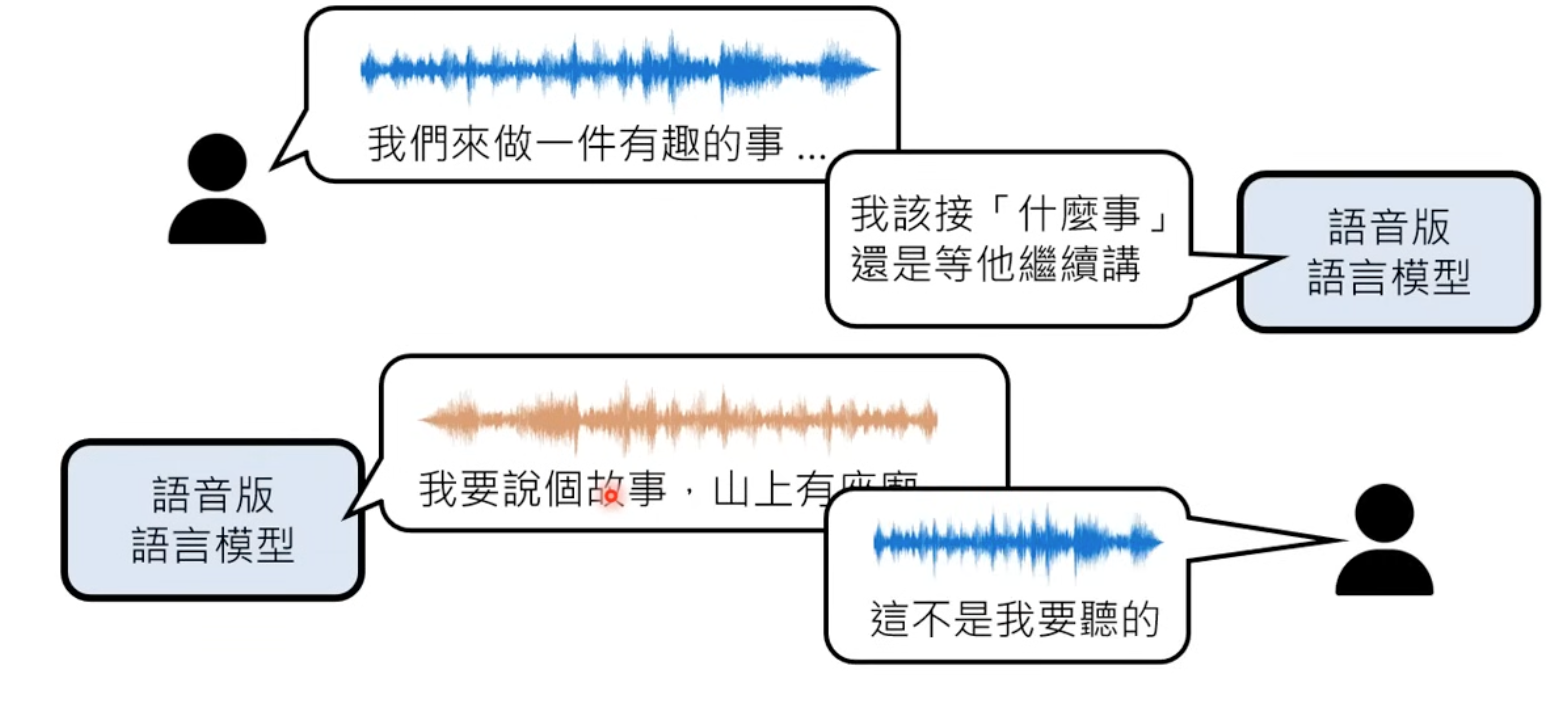 我們來做一件有趣的事 ...
我該接「什麼事」
還是等他繼續講
語音版
語言模型
語音版
語言模型
我要說個故事，山上有座廟
這不是我要聽的